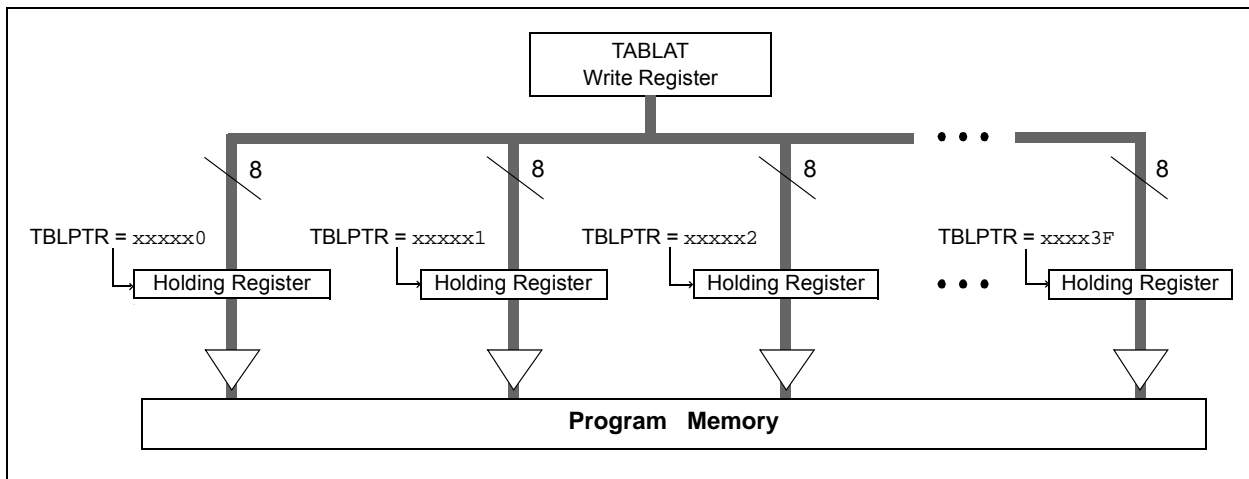 TABLAT
Write Register
8 8 8 8
TBLPTR = xxxxx0 TBLPTR = xxxxx1 TBLPTR = xxxxx2 TBLPTR = xxxx3F
Holding Register Holding Register Holding Register Holding Register
Program Memory